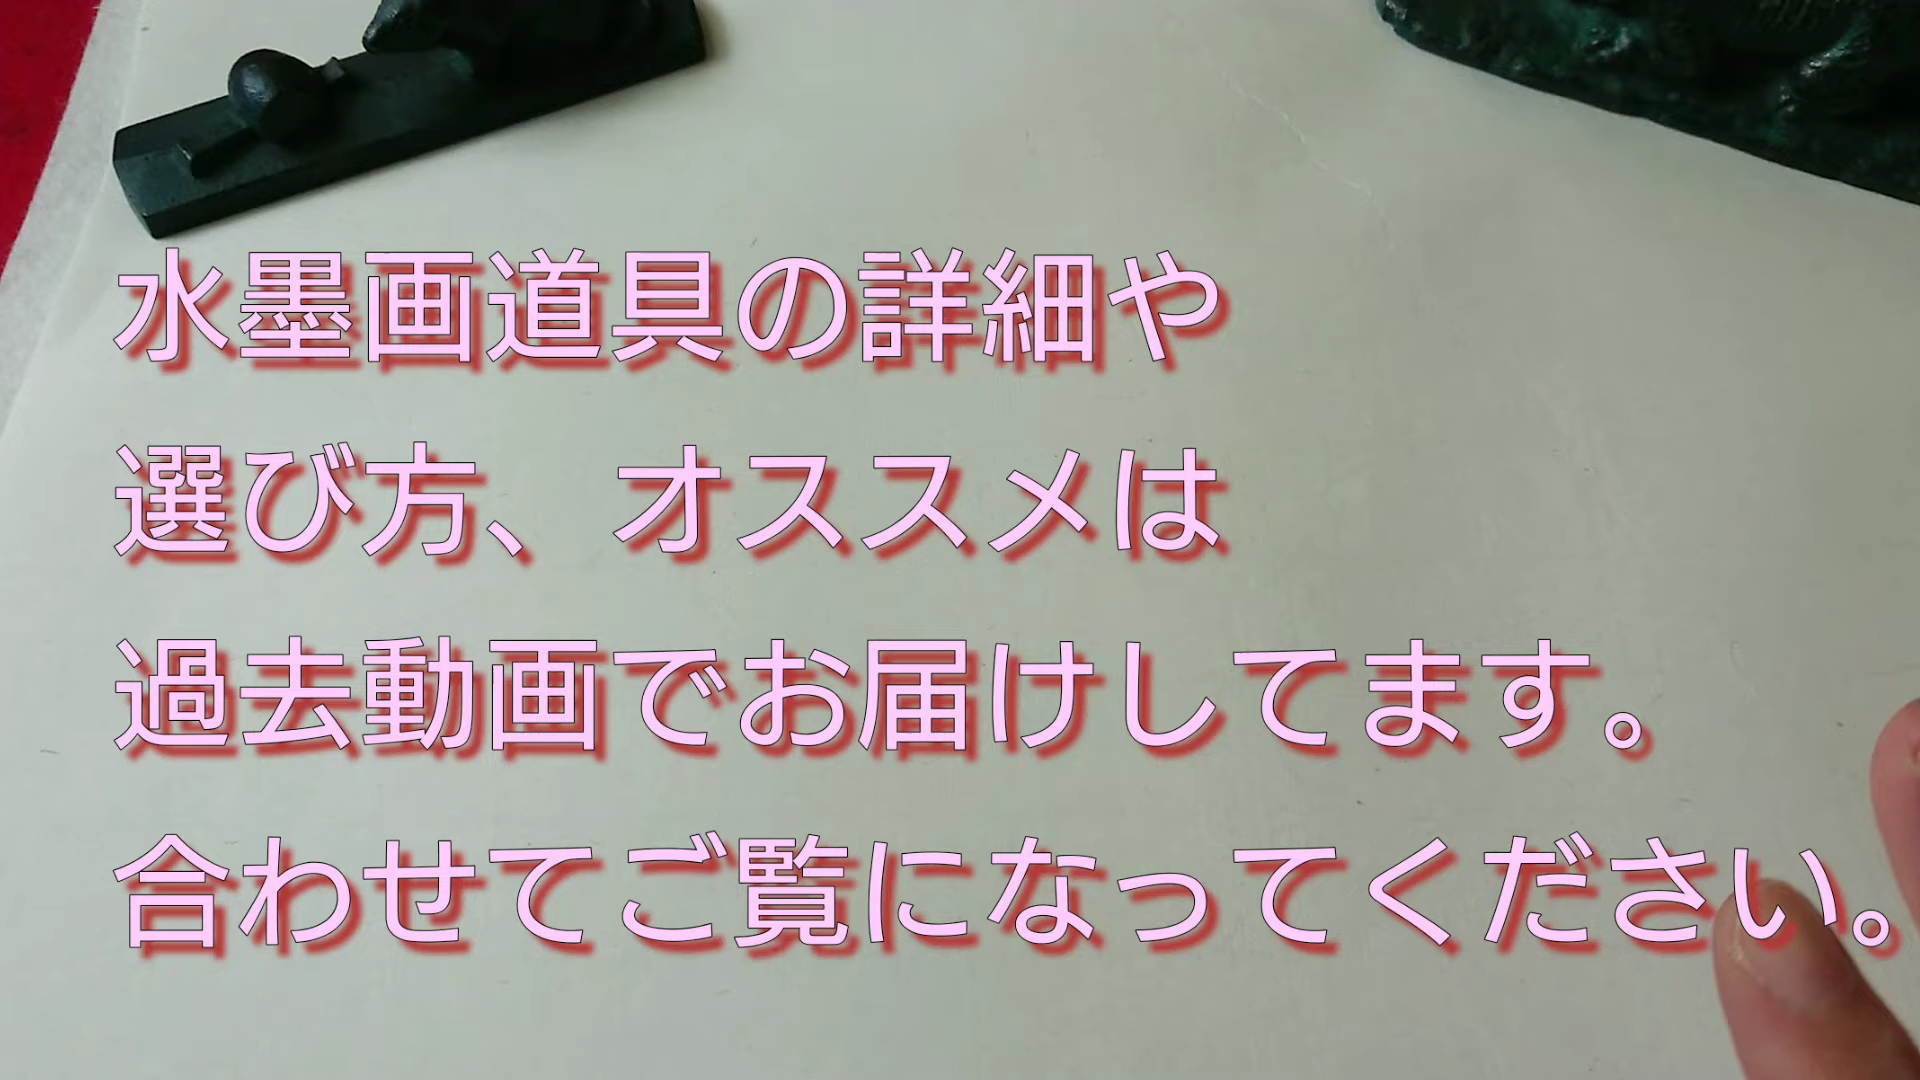 水墨画道具の詳細や
選び方、オススメは
過去動画でお届けしてます。
合わせてご覧になってください。